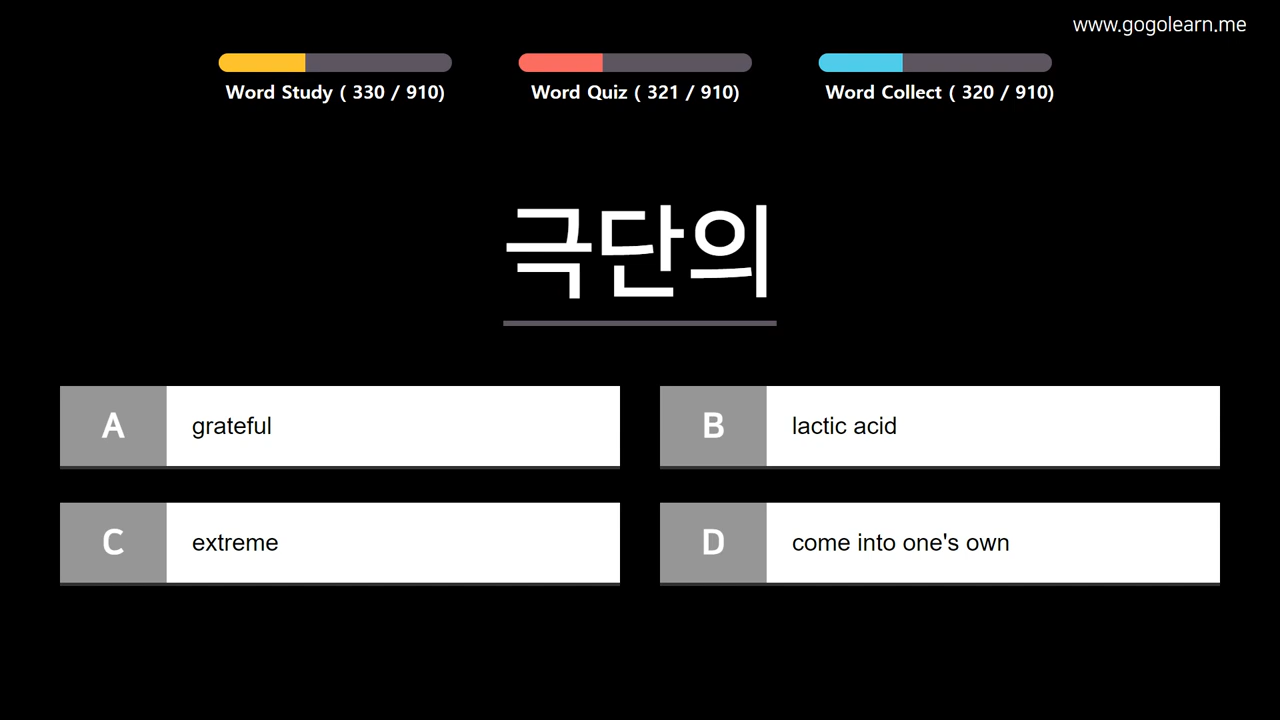 www.gogolearn.me
Word Study ( 330 / 910)
Word Quiz ( 321 / 910)
Word Collect ( 320 / 910)
극단의
A
grateful
B
lactic acid
C
extreme
D
come into one's own